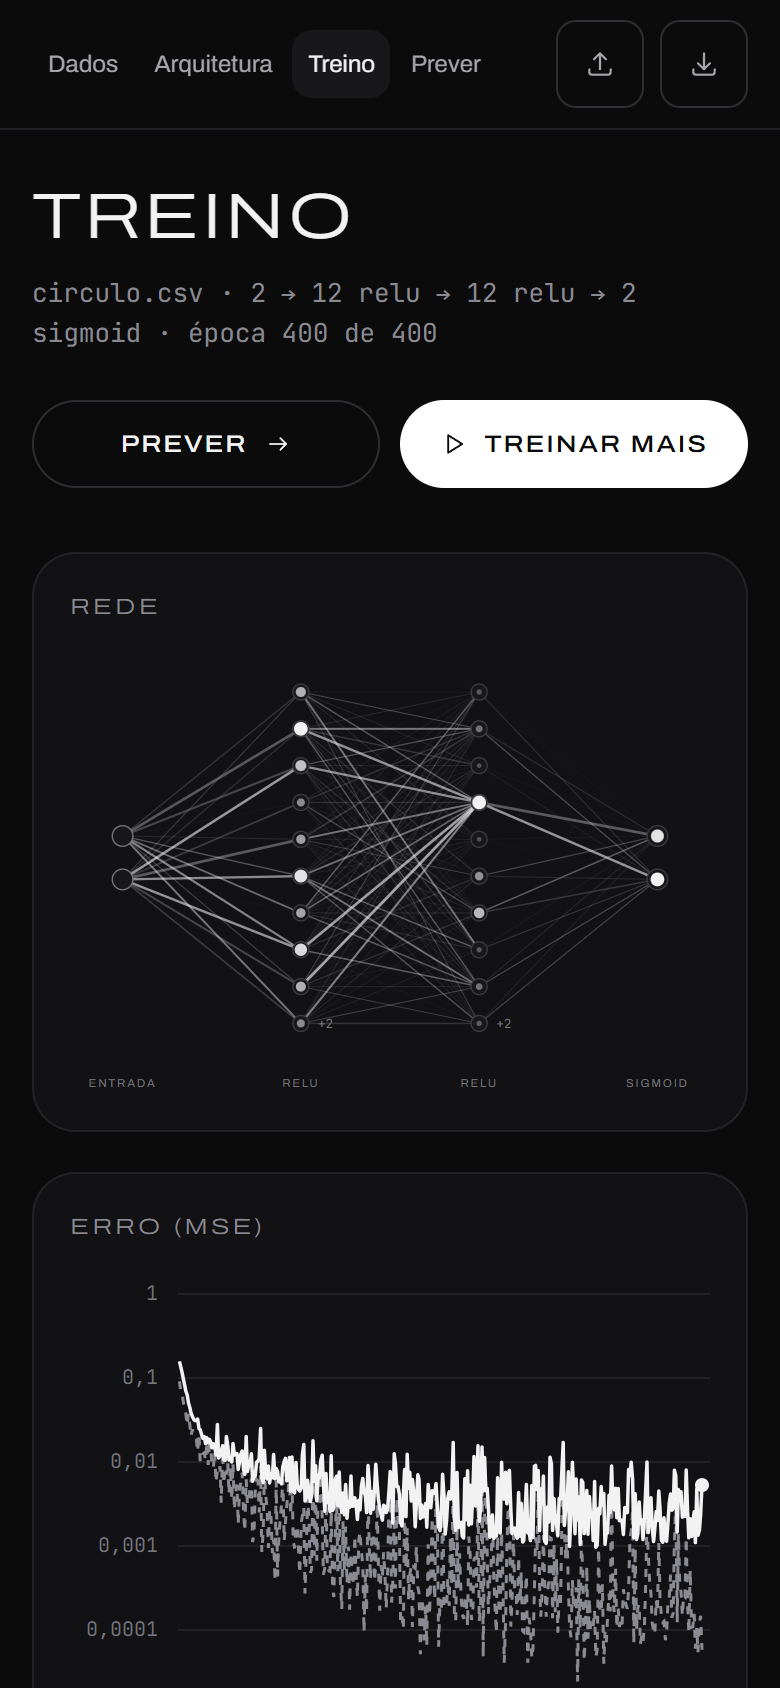 Dados Arquitetura Treino Prever
TREINO
circulo.csv · 2 → 12 relu → 12 relu → 2
sigmoid · época 400 de 400
PREVER → TREINAR MAIS
REDE
+2 +2
ENTRADA RELU RELU SIGMOID
ERRO (MSE)
1
0,1
0,01
0,001
0,0001